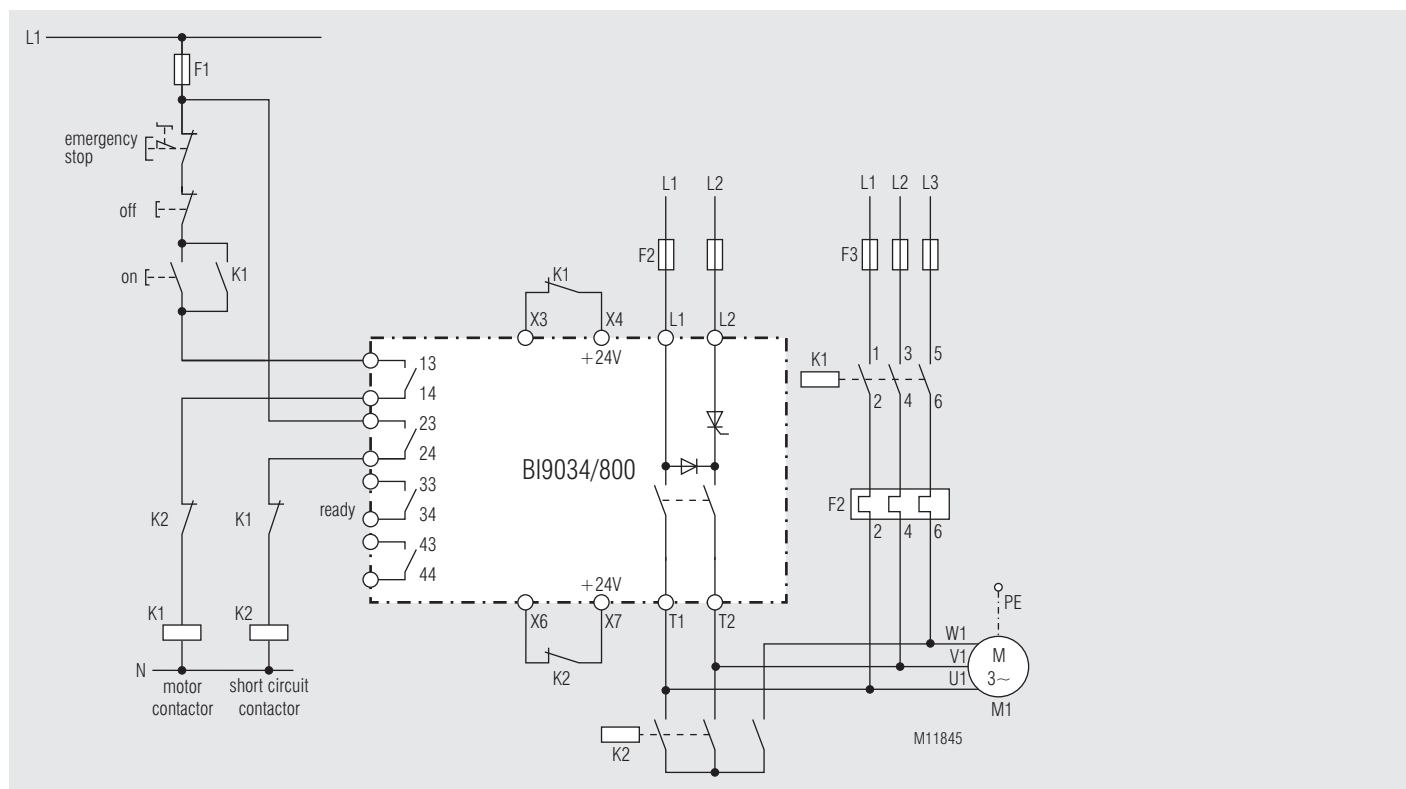 L1
F1
emergency
stop
off
on
K1
L1 L2
F2
L1 L2 L3
F3
K1
X3 X4 L1 L2
+24V
13
14
23
24
33
ready
34
43
44
BI9034/800
K1
1 3 5
2 4 6
F2
2 4 6
K2 K1
+24V
X6 X7 T1 T2
K2
K1 K2
N
motor
contactor
short circuit
contactor
PE
W1
V1
U1
M
3~
M1
K2
M11845